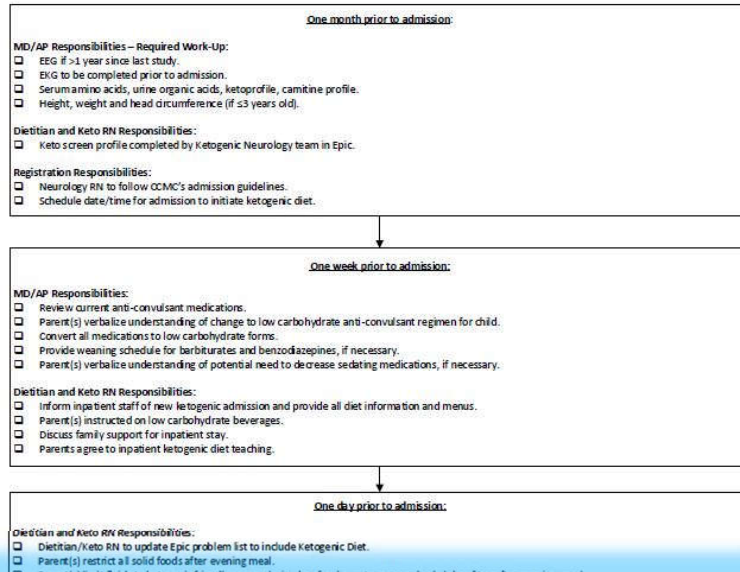 One month prior to admission:
MD/AP Responsibilities – Required Work-Up:
❑ EEG if >1 year since last study.
❑ EKG to be completed prior to admission.
❑ Serum amino acids, urine organic acids, ketoprofile, carnitine profile.
❑ Height, weight and head circumference (if ≤3 years old).
Dietitian and Keto RN Responsibilities:
❑ Keto screen profile completed by Ketogenic Neurology team in Epic.
Registration Responsibilities:
❑ Neurology RN to follow CCMC's admission guidelines.
❑ Schedule date/time for admission to initiate ketogenic diet.
One week prior to admission:
MD/AP Responsibilities:
❑ Review current anti-convulsant medications.
❑ Parent(s) verbalize understanding of change to low carbohydrate anti-convulsant regimen for child.
❑ Convert all medications to low carbohydrate forms.
❑ Provide weaning schedule for barbiturates and benzodiazepines, if necessary.
❑ Parent(s) verbalize understanding of potential need to decrease sedating medications, if necessary.
Dietitian and Keto RN Responsibilities:
❑ Inform inpatient staff of new ketogenic admission and provide all diet information and menus.
❑ Parent(s) instructed on low carbohydrate beverages.
❑ Discuss family support for inpatient stay.
❑ Parents agree to inpatient ketogenic diet teaching.
One day prior to admission:
Dietitian and Keto RN Responsibilities:
❑ Dietitian/Keto RN to update Epic problem list to include Ketogenic Diet.
❑ Parent(s) restrict all solid foods after evening meal.